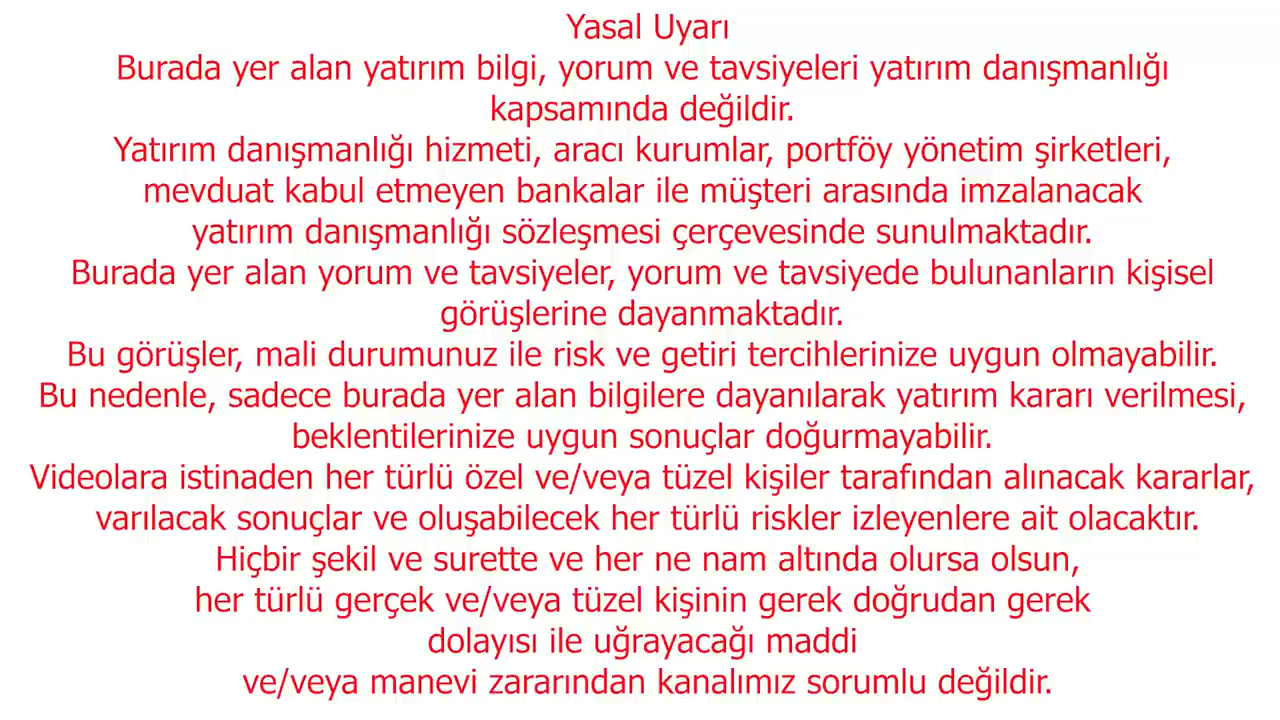 Yasal Uyarı
Burada yer alan yatırım bilgi, yorum ve tavsiyeleri yatırım danışmanlığı
kapsamında değildir.
Yatırım danışmanlığı hizmeti, aracı kurumlar, portföy yönetim şirketleri,
mevduat kabul etmeyen bankalar ile müşteri arasında imzalanacak
yatırım danışmanlığı sözleşmesi çerçevesinde sunulmaktadır.
Burada yer alan yorum ve tavsiyeler, yorum ve tavsiyede bulunanların kişisel
görüşlerine dayanmaktadır.
Bu görüşler, mali durumunuz ile risk ve getiri tercihlerinize uygun olmayabilir.
Bu nedenle, sadece burada yer alan bilgilere dayanılarak yatırım kararı verilmesi,
beklentilerinize uygun sonuçlar doğurmayabilir.
Videolara istinaden her türlü özel ve/veya tüzel kişiler tarafından alınacak kararlar,
varılacak sonuçlar ve oluşabilecek her türlü riskler izleyenlere ait olacaktır.
Hiçbir şekil ve surette ve her ne nam altında olursa olsun,
her türlü gerçek ve/veya tüzel kişinin gerek doğrudan gerek
dolayısı ile uğrayacağı maddi
ve/veya manevi zararından kanalımız sorumlu değildir.